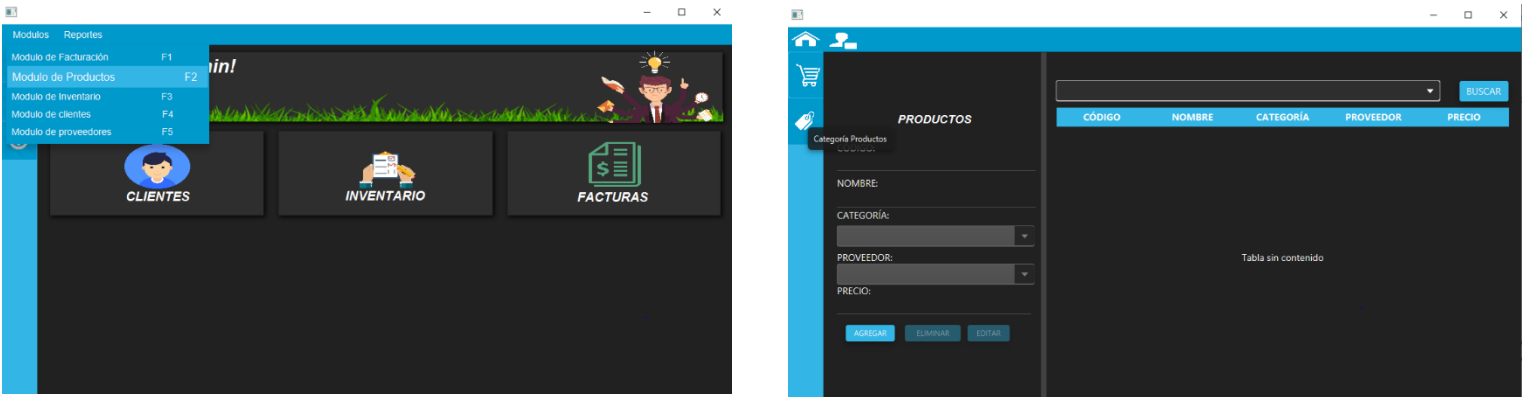 Modulos Reportes
Modulo de Facturación F1
Modulo de Productos F2
Modulo de Inventario F3
Modulo de clientes F4
Modulo de proveedores F5
CLIENTES INVENTARIO FACTURAS
BUSCAR
PRODUCTOS
CÓDIGO NOMBRE CATEGORÍA PROVEEDOR PRECIO
Categoría Productos
NOMBRE:
CATEGORÍA:
PROVEEDOR:
PRECIO:
AGREGAR ELIMINAR EDITAR
Tabla sin contenido